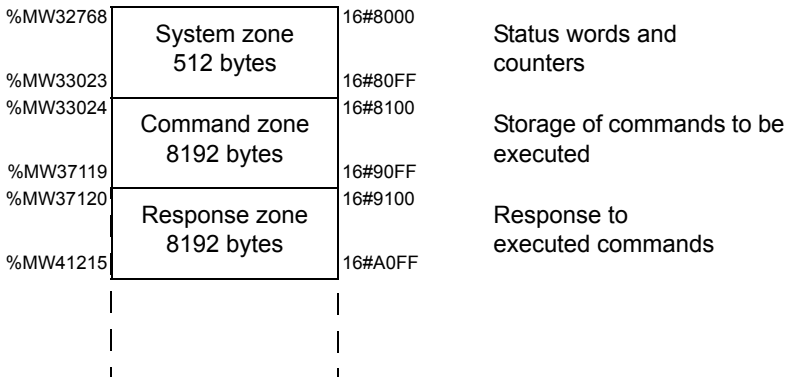 %MW32768
16#8000
System zone
512 bytes
Status words and
counters
%MW33023
16#80FF
%MW33024
16#8100
Command zone
8192 bytes
Storage of commands to be
executed
%MW37119
16#90FF
%MW37120
16#9100
Response zone
8192 bytes
Response to
executed commands
%MW41215
16#A0FF